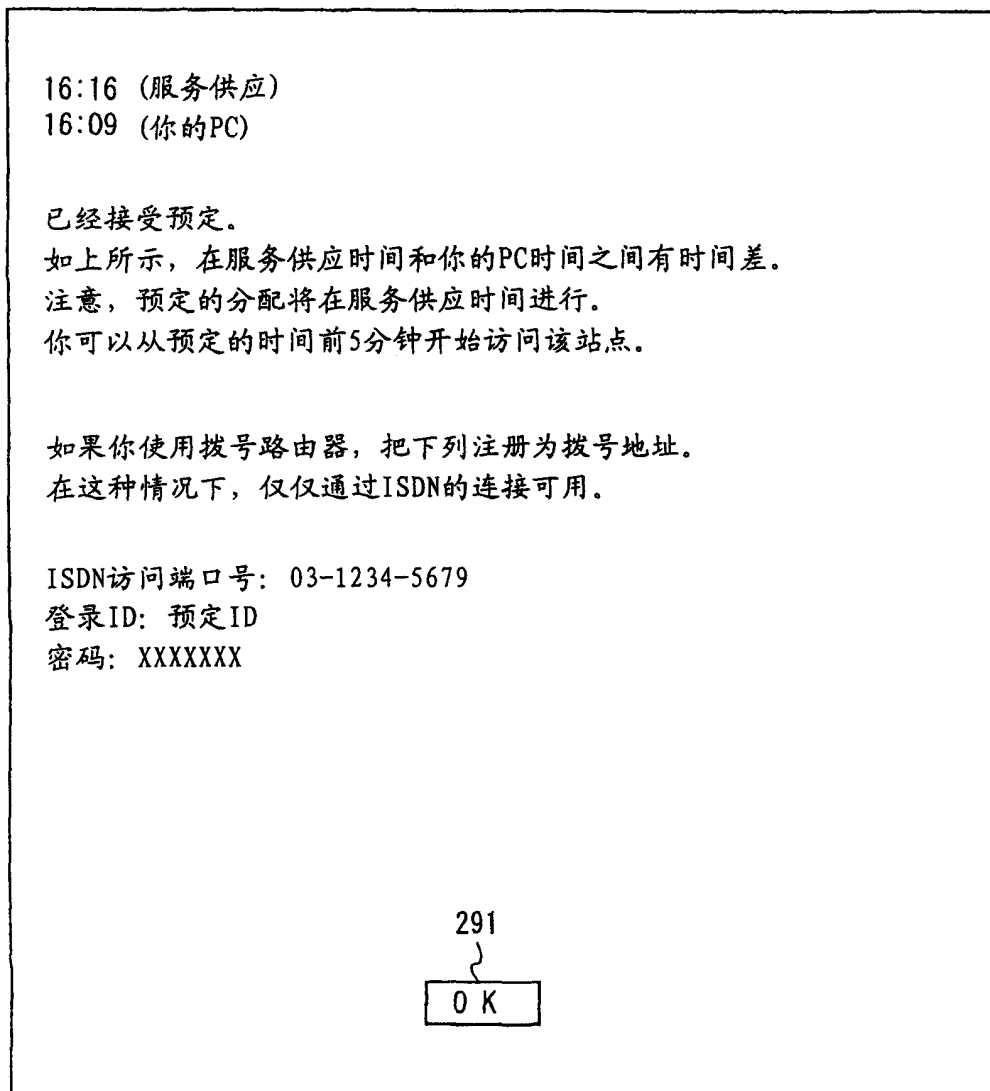 16:16 (服务供应)
16:09 (你的PC)
已经接受预定。
如上所示，在服务供应时间和你的PC时间之间有时间差。
注意，预定的分配将在服务供应时间进行。
你可以从预定的时间前5分钟开始访问该站点。
如果你使用拨号路由器，把下列注册为拨号地址。
在这种情况下，仅仅通过ISDN的连接可用。
ISDN访问端口号: 03-1234-5679
登录ID: 预定ID
密码: XXXXXXX
291
OK